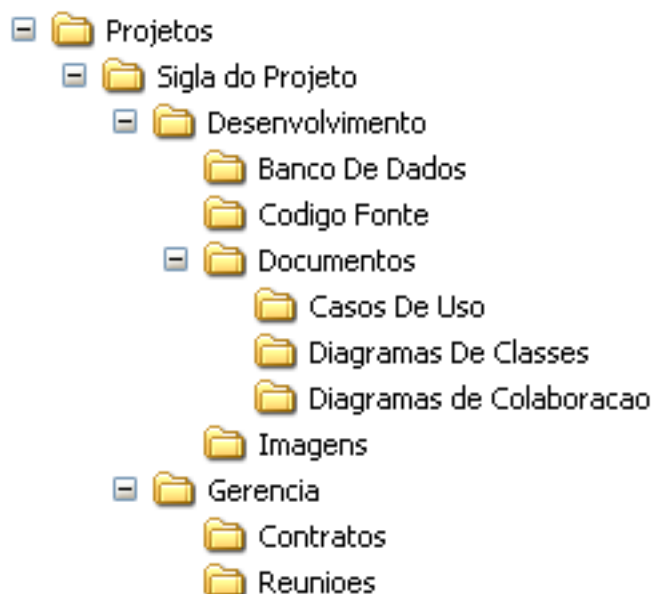 Projetos
Sigla do Projeto
Desenvolvimento
Banco De Dados
Codigo Fonte
Documentos
Casos De Uso
Diagramas De Classes
Diagramas de Colaboracao
Imagens
Gerencia
Contratos
Reunioes